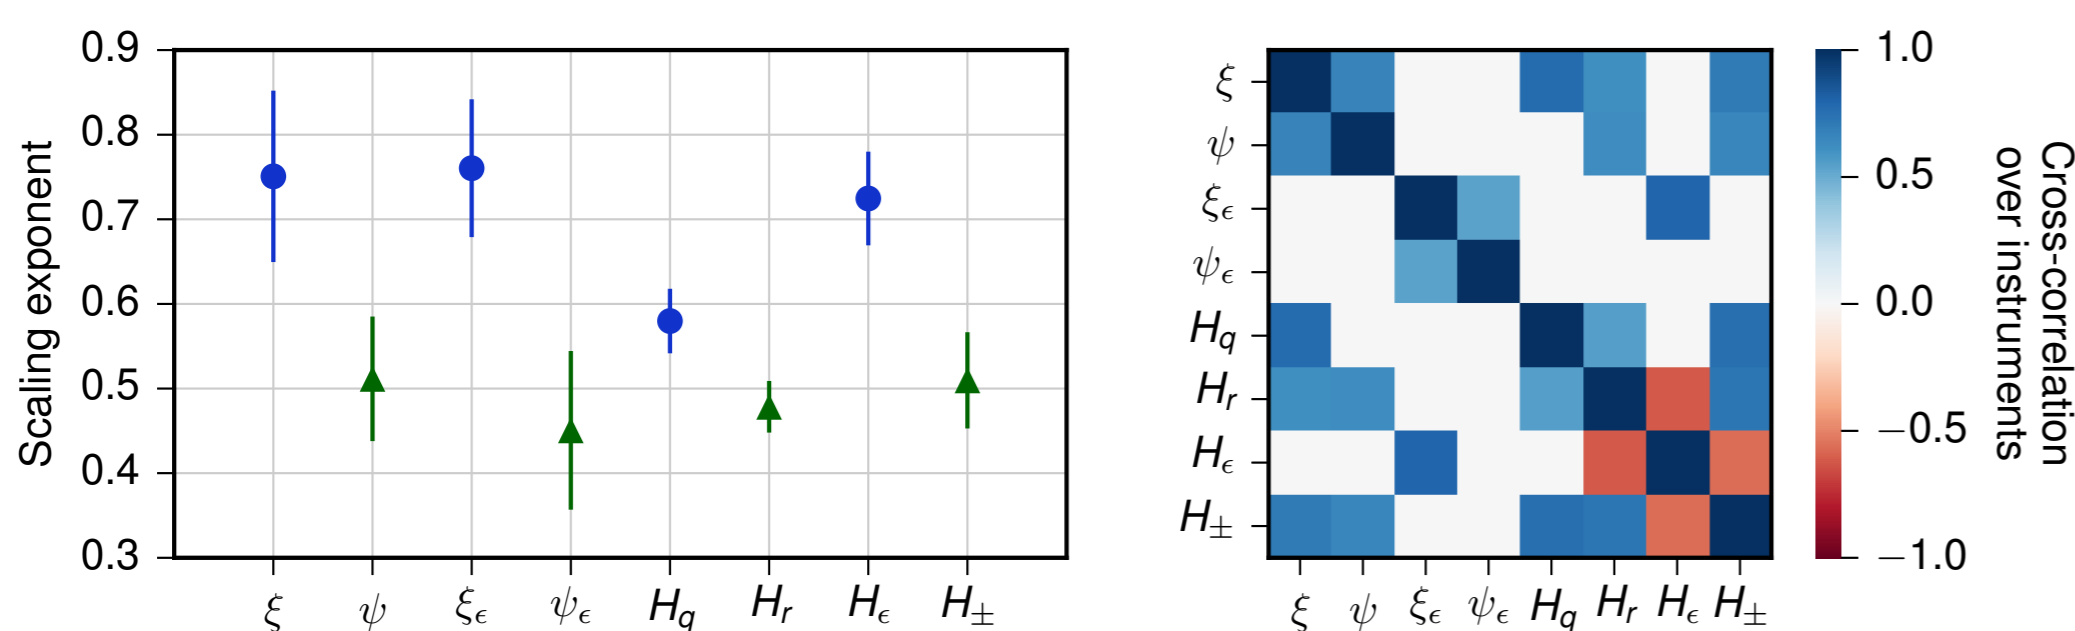 0.9
0.8
0.7
0.6
0.5
0.4
0.3
Scaling exponent
ξ ψ ξϵ ψϵ Hq Hr Hϵ H±
ξ
ψ
ξϵ
ψϵ
Hq
Hr
Hϵ
H±
ξ ψ ξϵ ψϵ Hq Hr Hϵ H±
1.0
0.5
0.0
−0.5
−1.0
Cross-correlation
over instruments